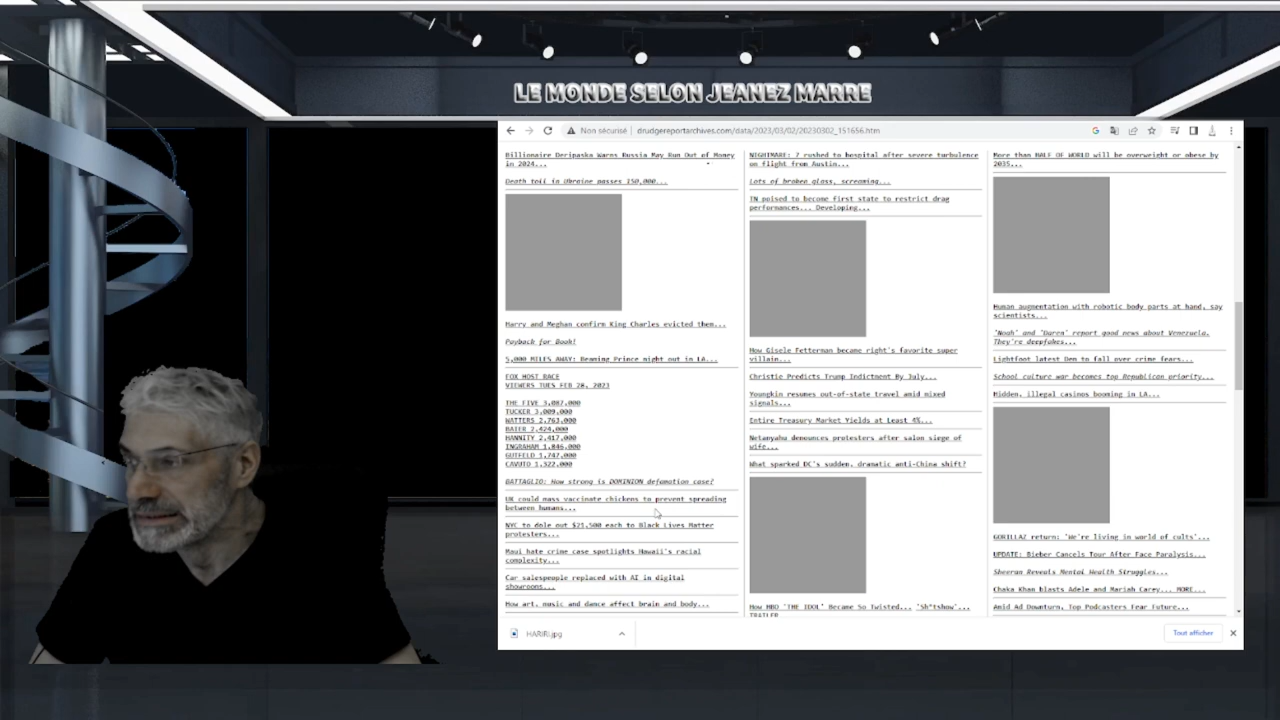 LE MONDE SELON JEANEZ MARRE
Non sécurisé
drudgereportarchives.com/data/2023/03/02/20230302_151656.htm
Billionaire Deripaska Warns Russia May Run Out of Money
in 2024...
Death toll in Ukraine passes 150,000...
Harry and Meghan confirm King Charles evicted them...
Payback for Book!
5,000 MILES AWAY: Beaming Prince night out in LA...
FOX HOST RACE
VIEWERS TUES FEB 28, 2023
THE FIVE 3,087,000
TUCKER 3,009,000
WATTERS 2,763,000
BAIER 2,424,000
HANNITY 2,417,000
INGRAHAM 1,846,000
GUTFELD 1,747,000
CAVUTO 1,322,000
BATTAGLIO: How strong is DOMINION defamation case?
UK could mass vaccinate chickens to prevent spreading
between humans...
NYC to dole out $21,500 each to Black Lives Matter
protesters...
Maui hate crime case spotlights Hawaii's racial
complexity...
Car salespeople replaced with AI in digital
showrooms...
How art, music and dance affect brain and body...
NIGHTMARE: 7 rushed to hospital after severe turbulence
on flight from Austin...
Lots of broken glass, screaming...
TN poised to become first state to restrict drag
performances... Developing...
How Gisele Fetterman became right's favorite super
villain...
Christie Predicts Trump Indictment By July...
Youngkin resumes out-of-state travel amid mixed
signals...
Entire Treasury Market Yields at Least 4%...
Netanyahu denounces protesters after salon siege of
wife...
What sparked DC's sudden, dramatic anti-China shift?
How HBO 'THE IDOL' Became So Twisted... 'Sh*tshow'...
TRAILER
More than HALF OF WORLD will be overweight or obese by
2035...
Human augmentation with robotic body parts at hand, say
scientists...
'Noah' and 'Daren' report good news about Venezuela.
They're deepfakes...
Lightfoot latest Dem to fall over crime fears...
School culture war becomes top Republican priority...
Hidden, illegal casinos booming in LA...
GORILLAZ return: 'We're living in world of cults'...
UPDATE: Bieber Cancels Tour After Face Paralysis...
Sheeran Reveals Mental Health Struggles...
Chaka Khan blasts Adele and Mariah Carey... MORE...
Amid Ad Downturn, Top Podcasters Fear Future...
HARIRI.jpg
Tout afficher